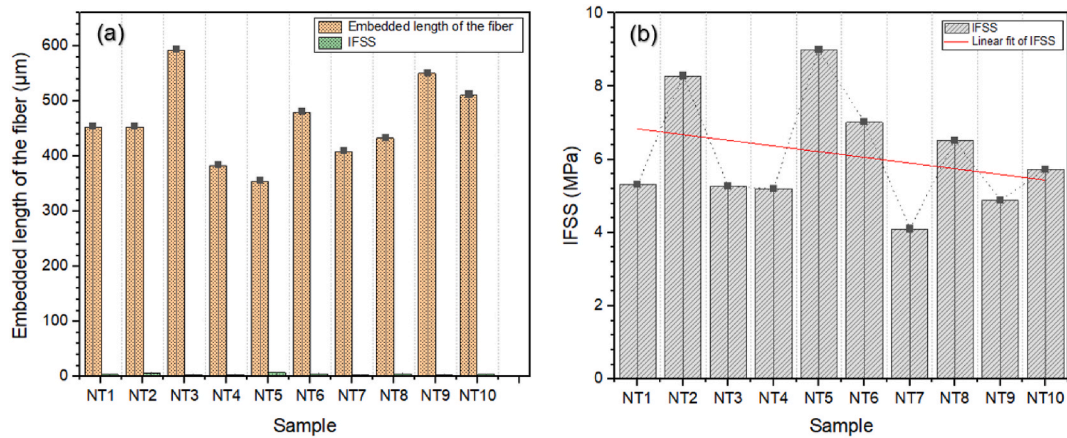 (a)
Embedded length of the fiber
IFSS
Embedded length of the fiber (μm)
600
500
400
300
200
100
0
NT1 NT2 NT3 NT4 NT5 NT6 NT7 NT8 NT9 NT10
Sample
(b)
IFSS
Linear fit of IFSS
IFSS (MPa)
10
8
6
4
2
0
NT1 NT2 NT3 NT4 NT5 NT6 NT7 NT8 NT9 NT10
Sample